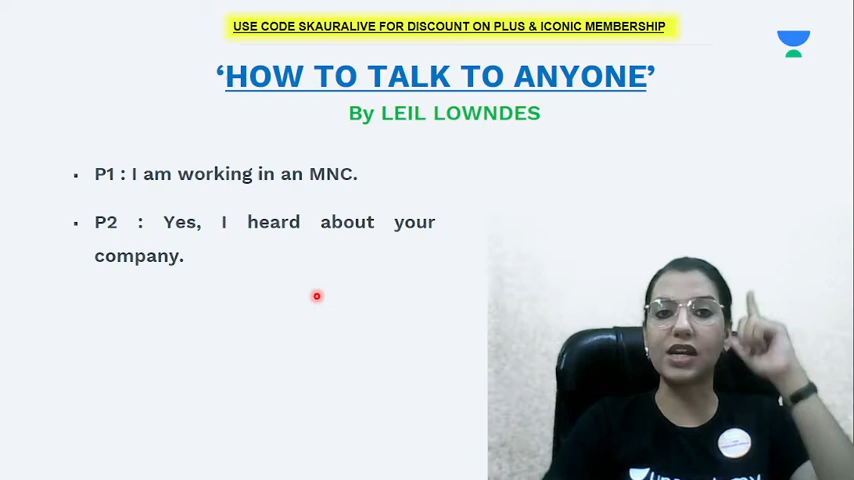 USE CODE SKAURALIVE FOR DISCOUNT ON PLUS & ICONIC MEMBERSHIP
‘HOW TO TALK TO ANYONE’
By LEIL LOWNDES
▪ P1 : I am working in an MNC.
▪ P2 : Yes, I heard about your
company.